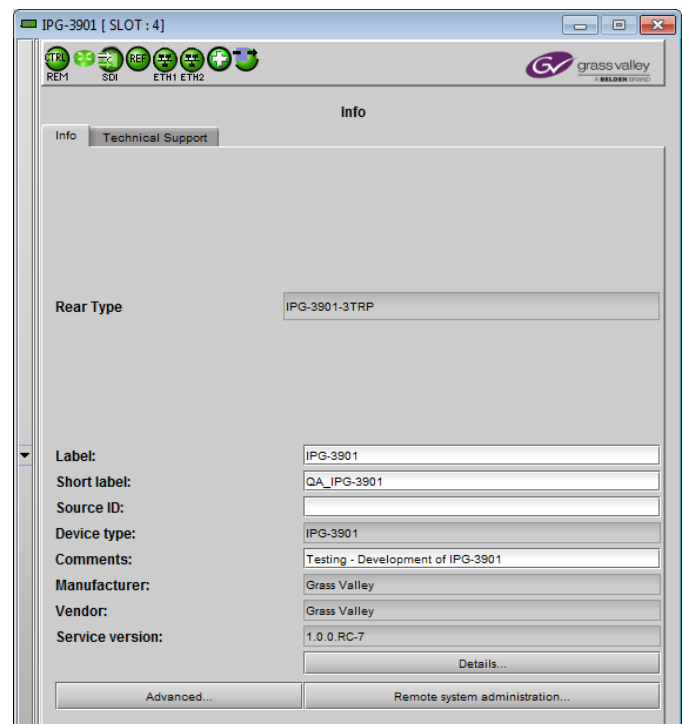 IPG-3901 [ SLOT : 4]
CTRL REF
REM SDI ETH1 ETH2
GV grass valley
A BELDEN BRAND
Info
Info Technical Support
Rear Type IPG-3901-3TRP
Label: IPG-3901
Short label: QA_IPG-3901
Source ID:
Device type: IPG-3901
Comments: Testing - Development of IPG-3901
Manufacturer: Grass Valley
Vendor: Grass Valley
Service version: 1.0.0.RC-7
Details...
Advanced... Remote system administration...